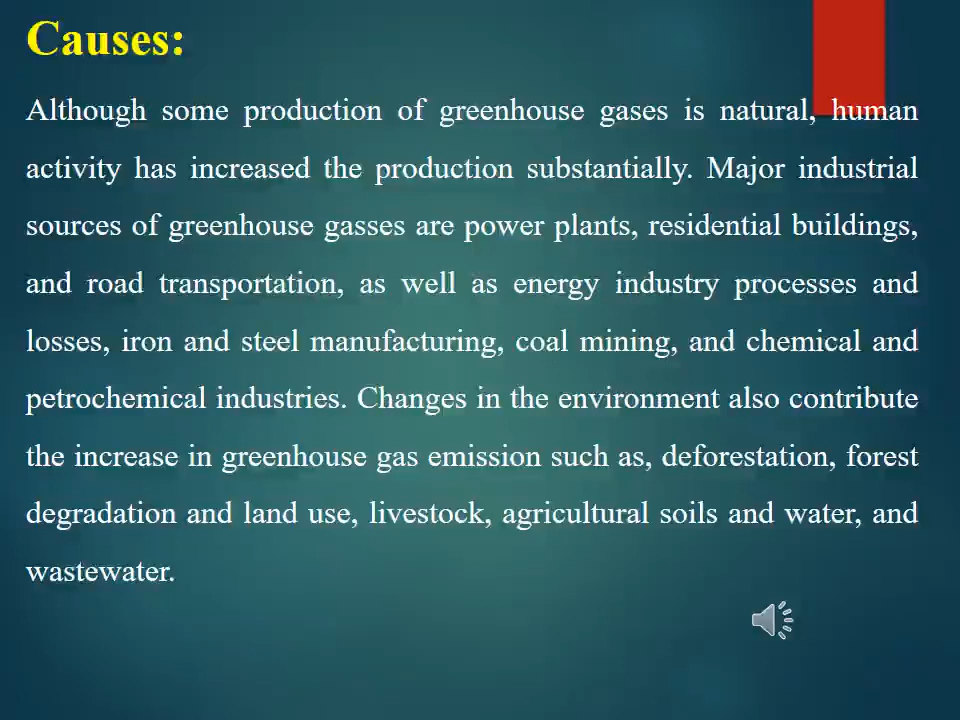 Causes:
Although some production of greenhouse gases is natural, human
activity has increased the production substantially. Major industrial
sources of greenhouse gasses are power plants, residential buildings,
and road transportation, as well as energy industry processes and
losses, iron and steel manufacturing, coal mining, and chemical and
petrochemical industries. Changes in the environment also contribute
the increase in greenhouse gas emission such as, deforestation, forest
degradation and land use, livestock, agricultural soils and water, and
wastewater.